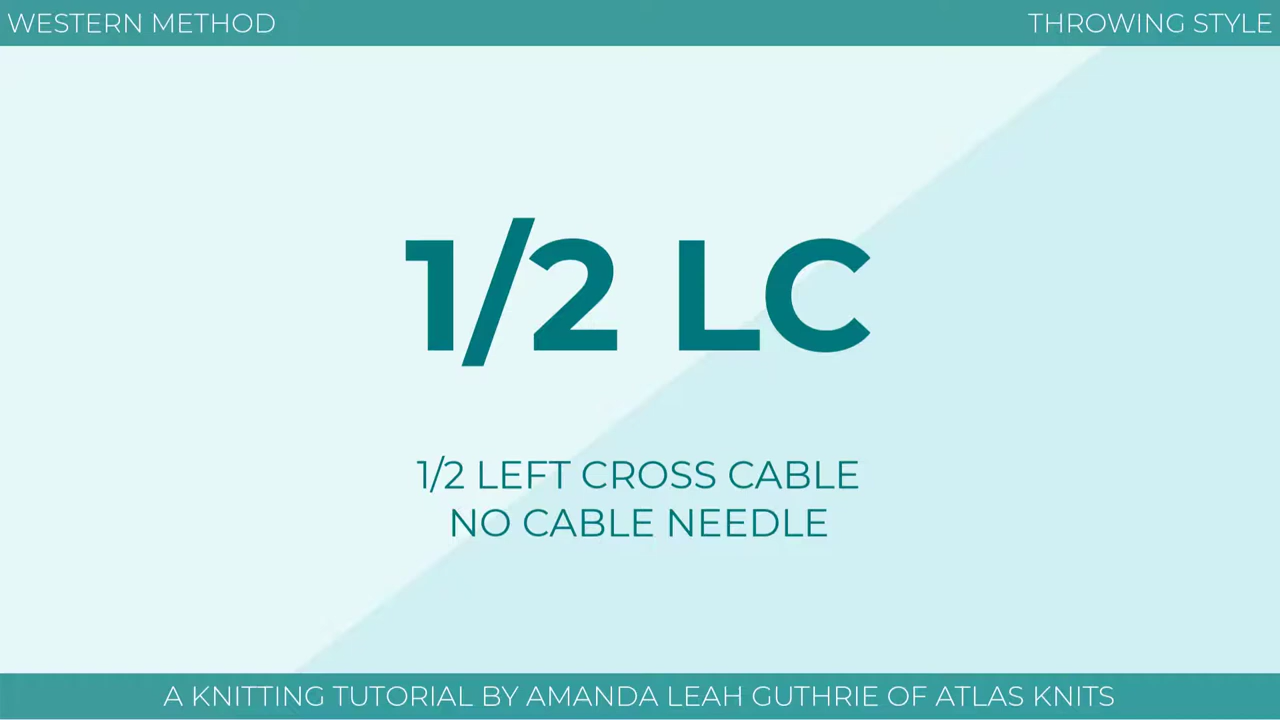 WESTERN METHOD
THROWING STYLE
1/2 LC
1/2 LEFT CROSS CABLE
NO CABLE NEEDLE
A KNITTING TUTORIAL BY AMANDA LEAH GUTHRIE OF ATLAS KNITS